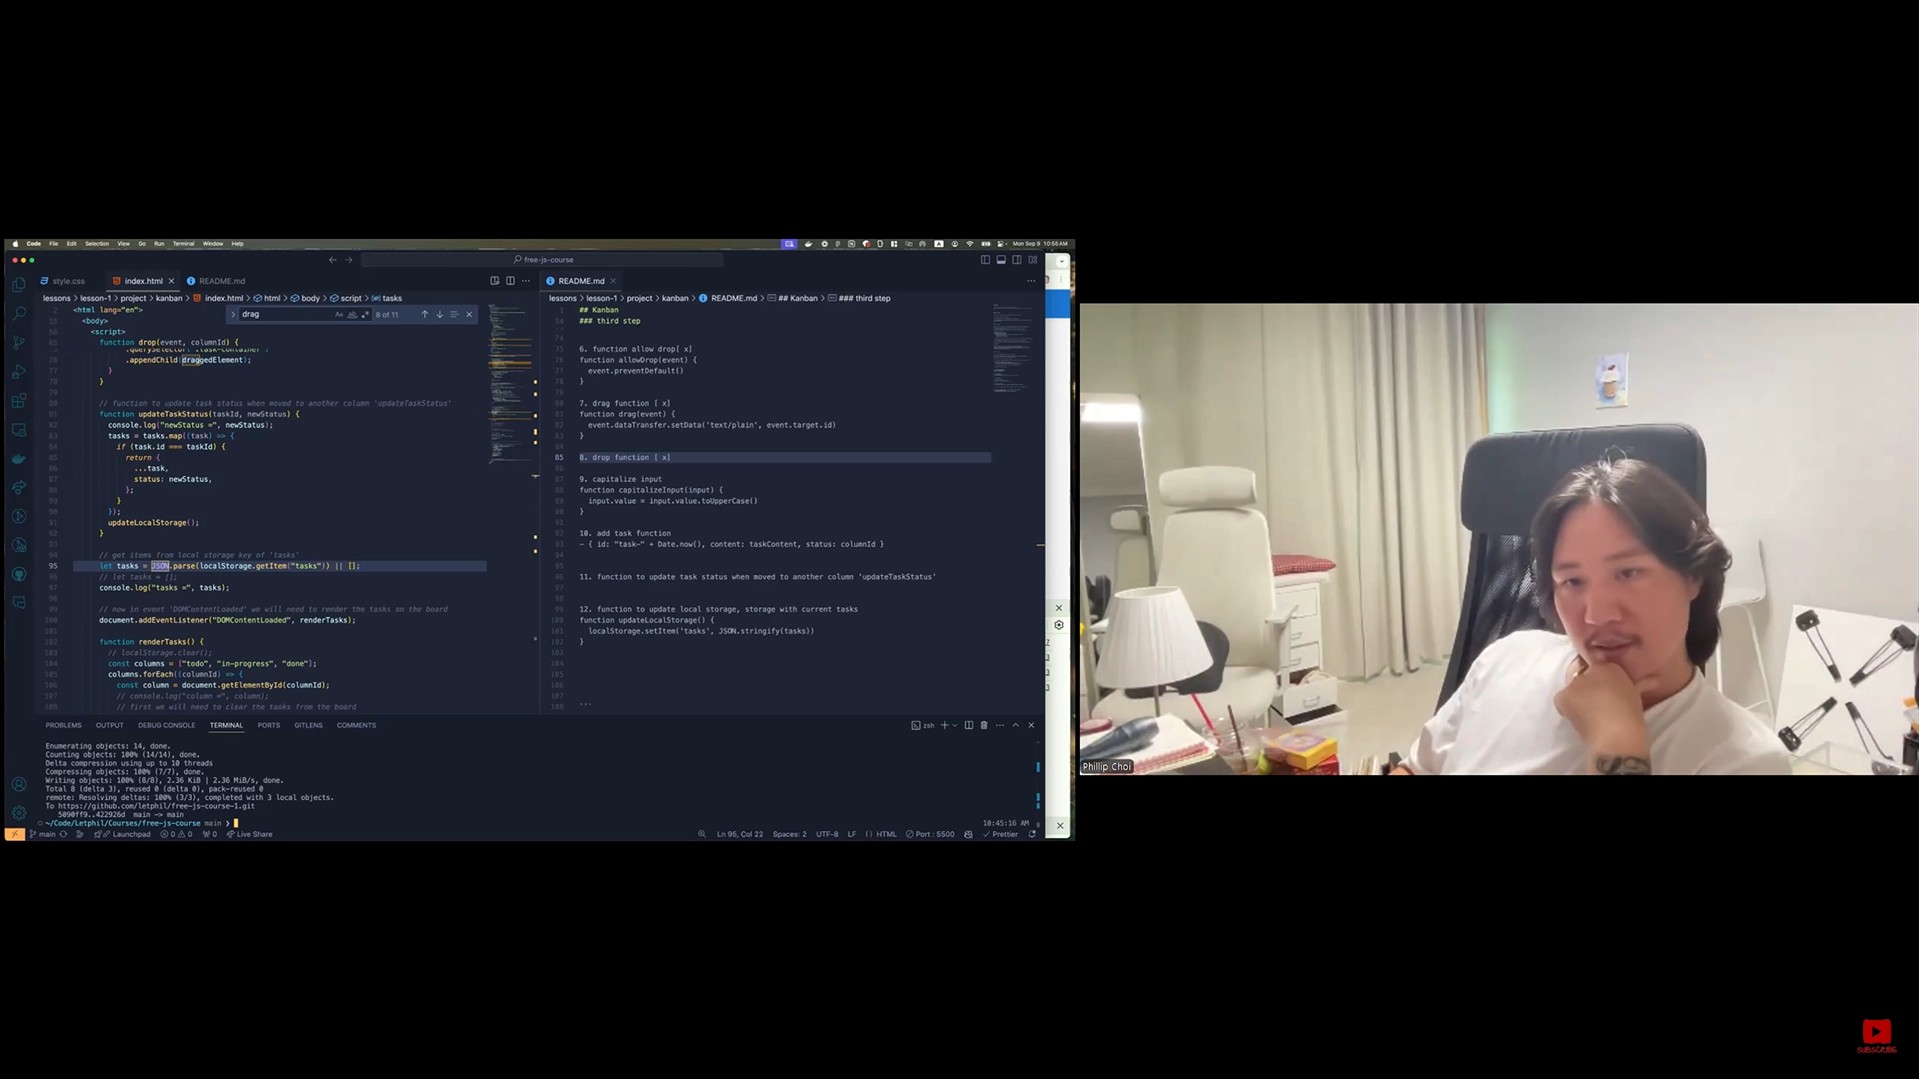 Code File Edit Selection View Go Run Terminal Window Help
Mon Sep 9 10:56 AM
free-js-course
style.css index.html README.md
lessons > lesson-1 > project > kanban > index.html > html > body > script > tasks
drag
8 of 11
2 <html lang="en">
<body>
<script>
function drop(event, columnId) {
76 .appendChild(draggedElement);
77 }
78 }
80 // function to update task status when moved to another column 'updateTaskStatus'
81 function updateTaskStatus(taskId, newStatus) {
82 console.log("newStatus =", newStatus);
83 tasks = tasks.map((task) => {
84 if (task.id === taskId) {
85 return {
86 ...task,
87 status: newStatus,
88 };
89 }
90 });
91 updateLocalStorage();
92 }
93
94 // get items from local storage key of 'tasks'
95 let tasks = JSON.parse(localStorage.getItem("tasks")) || [];
96 // let tasks = [];
97 console.log("tasks =", tasks);
98
99 // now in event 'DOMContentLoaded' we will need to render the tasks on the board
100 document.addEventListener("DOMContentLoaded", renderTasks);
101
102 function renderTasks() {
103 // localStorage.clear();
104 const columns = ["todo", "in-progress", "done"];
105 columns.forEach((columnId) => {
106 const column = document.getElementById(columnId);
107 // console.log("column =", column);
108 // first we will need to clear the tasks from the board
README.md
lessons > lesson-1 > project > kanban > README.md > ## Kanban > ### third step
1 ## Kanban
### third step
74
75 6. function allow drop[ x]
76 function allowDrop(event) {
77 event.preventDefault()
78 }
79
80 7. drag function [ x]
81 function drag(event) {
82 event.dataTransfer.setData('text/plain', event.target.id)
83 }
84
85 8. drop function [ x]
86
87 9. capitalize input
88 function capitalizeInput(input) {
89 input.value = input.value.toUpperCase()
90 }
91
92 10. add task function
93 - { id: "task-" + Date.now(), content: taskContent, status: columnId }
96 11. function to update task status when moved to another column 'updateTaskStatus'
99 12. function to update local storage, storage with current tasks
100 function updateLocalStorage() {
101 localStorage.setItem('tasks', JSON.stringify(tasks))
102 }
108 ```
PROBLEMS OUTPUT DEBUG CONSOLE TERMINAL PORTS GITLENS COMMENTS
zsh
Enumerating objects: 14, done.
Counting objects: 100% (14/14), done.
Delta compression using up to 10 threads
Compressing objects: 100% (7/7), done.
Writing objects: 100% (8/8), 2.36 KiB | 2.36 MiB/s, done.
Total 8 (delta 3), reused 0 (delta 0), pack-reused 0
remote: Resolving deltas: 100% (3/3), completed with 3 local objects.
To https://github.com/letphil/free-js-course-1.git
5090ff9..422926d main -> main
~/Code/Letphil/Courses/free-js-course main > 10:45:16 AM
main Launchpad 0 0 0 Live Share Ln 95, Col 22 Spaces: 2 UTF-8 LF HTML Port : 5500 Prettier
Phillip Choi
SUBSCRIBE